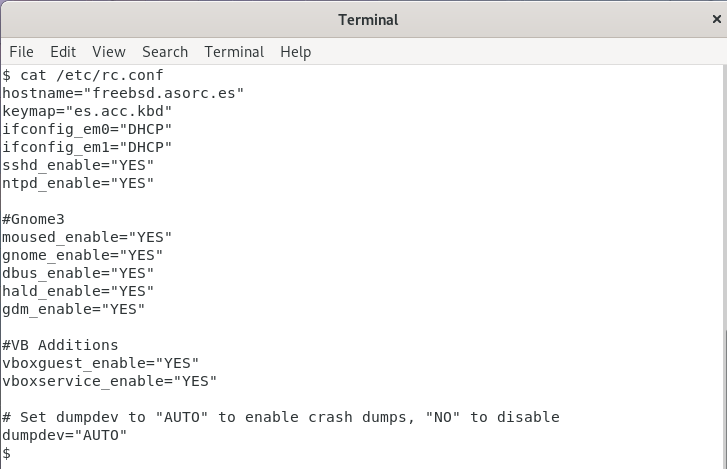 Terminal
File Edit View Search Terminal Help
$ cat /etc/rc.conf
hostname="freebsd.asorc.es"
keymap="es.acc.kbd"
ifconfig_em0="DHCP"
ifconfig_em1="DHCP"
sshd_enable="YES"
ntpd_enable="YES"

#Gnome3
moused_enable="YES"
gnome_enable="YES"
dbus_enable="YES"
hald_enable="YES"
gdm_enable="YES"

#VB Additions
vboxguest_enable="YES"
vboxservice_enable="YES"

# Set dumpdev to "AUTO" to enable crash dumps, "NO" to disable
dumpdev="AUTO"
$